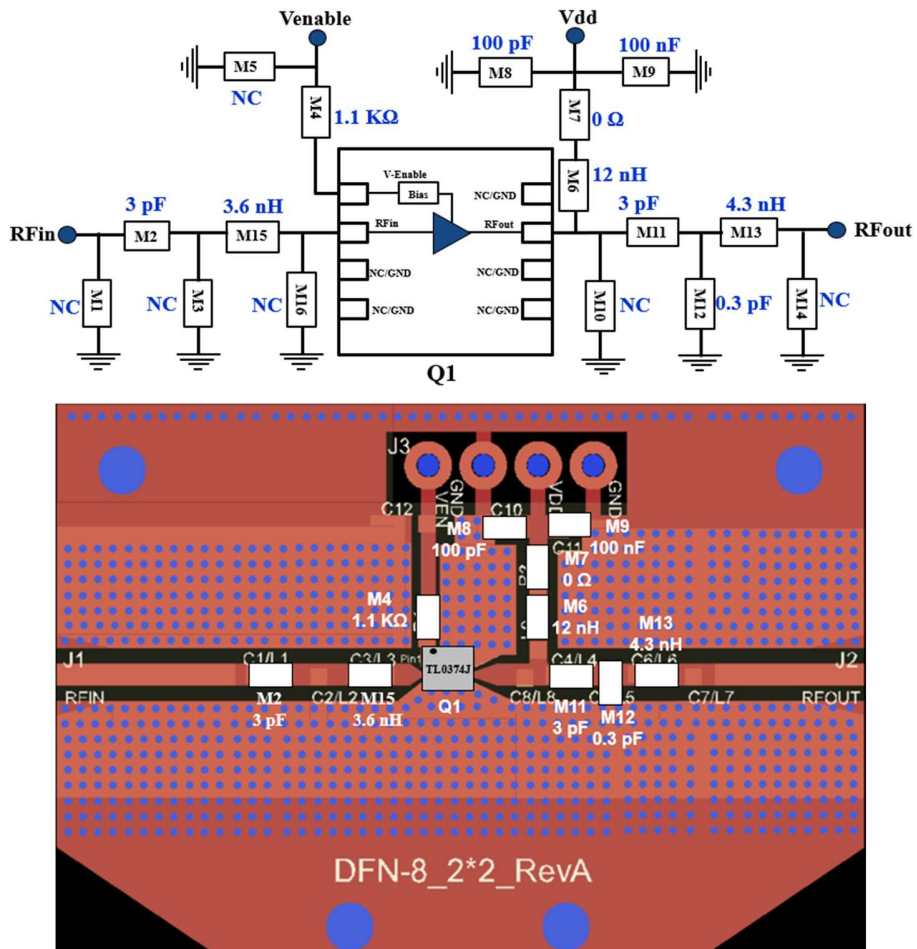 Venable
Vdd
100 pF
100 nF
M5
M8
M9
NC
M4
1.1 KΩ
M7
0 Ω
M6
12 nH
V-Enable
Bias
NC/GND
3 pF
3.6 nH
3 pF
4.3 nH
RFin
M2
M15
RFin
RFout
M11
M13
RFout
NC/GND
NC/GND
NC
M1
NC
M3
NC
M16
NC/GND
NC/GND
M10
NC
M12
0.3 pF
M14
NC
Q1
J3
GND
VEN
VDD
GND
C12
C10
M8
100 pF
C11
M9
100 nF
M7
0 Ω
M4
1.1 KΩ
M6
12 nH
M13
4.3 nH
J1
C1/L1
C3/L3
Pin1
TL0374J
C4/L4
C6/L6
J2
RFIN
M2
3 pF
C2/L2
M15
3.6 nH
Q1
C8/L8
M11
3 pF
M12
0.3 pF
C7/L7
RFOUT
DFN-8_2*2_RevA